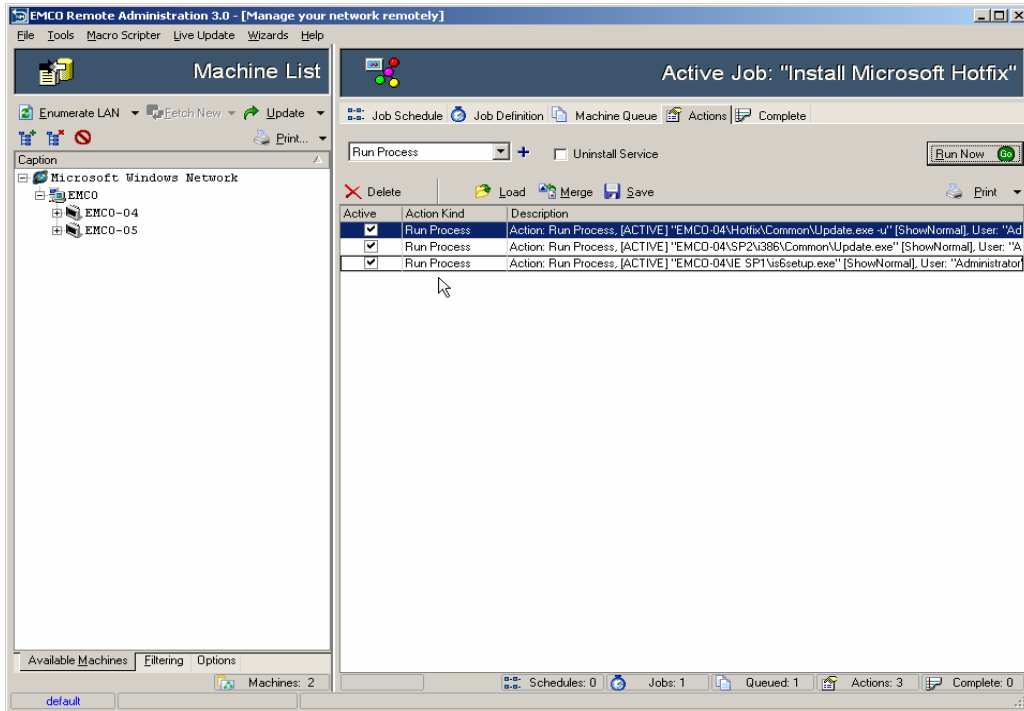 EMCO Remote Administration 3.0 - [Manage your network remotely]
File Tools Macro Scripter Live Update Wizards Help
Machine List
Active Job: "Install Microsoft Hotfix"
Enumerate LAN Fetch New Update
Job Schedule Job Definition Machine Queue Actions Complete
Print...
Run Process Uninstall Service Run Now Go
Caption
Microsoft Windows Network
EMCO
EMCO-04
EMCO-05
Delete Load Merge Save Print
Active Action Kind Description
Run Process Action: Run Process, [ACTIVE] "EMCO-04\Hotfix\Common\Update.exe -u" [ShowNormal], User: "Ad
Run Process Action: Run Process, [ACTIVE] "EMCO-04\SP2\i386\Common\Update.exe" [ShowNormal], User: "A
Run Process Action: Run Process, [ACTIVE] "EMCO-04\IE SP1\is6setup.exe" [ShowNormal], User: "Administrator
Available Machines Filtering Options
Machines: 2
Schedules: 0 Jobs: 1 Queued: 1 Actions: 3 Complete: 0
default